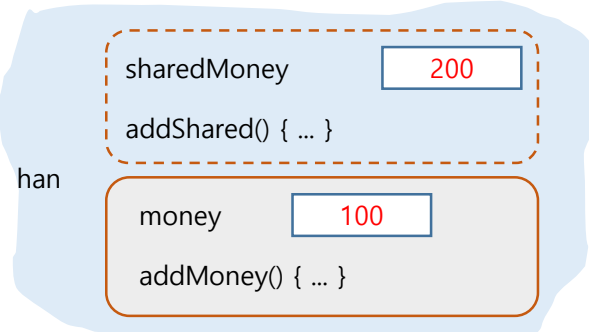 sharedMoney 200
addShared() { ... }
han
money 100
addMoney() { ... }